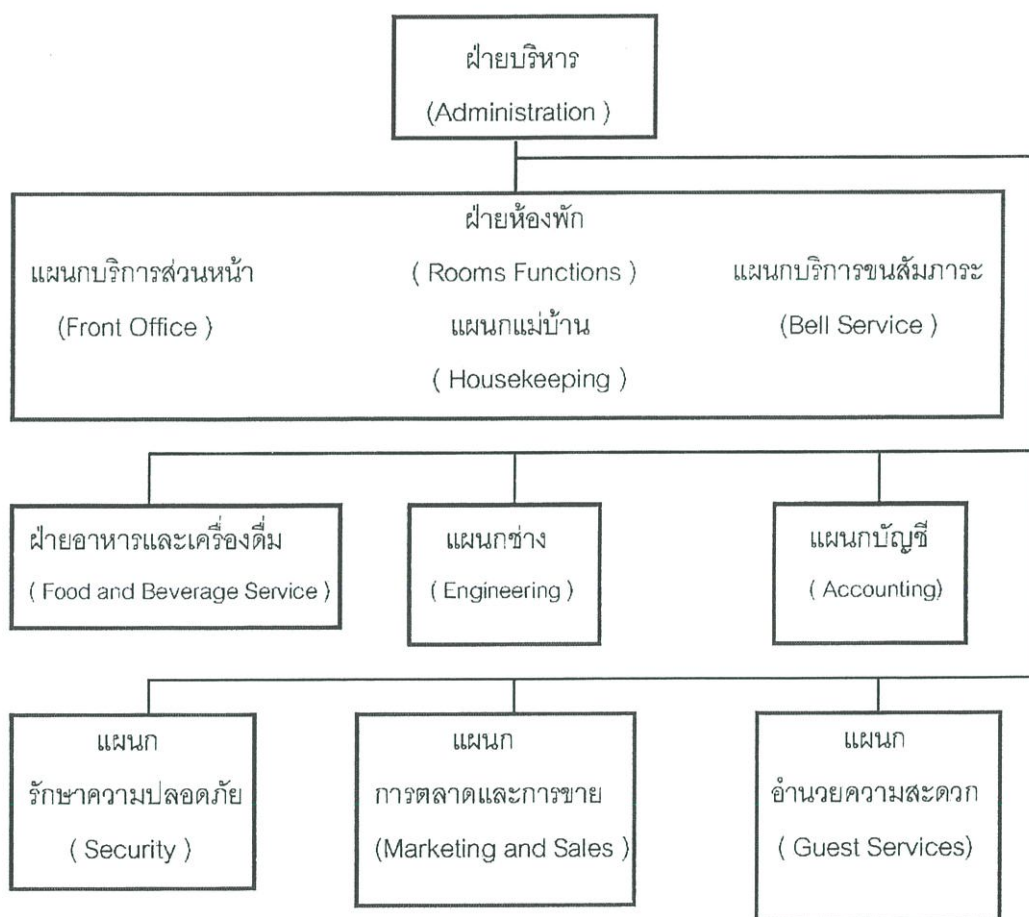 ฝ่ายบริหาร
(Administration )
ฝ่ายห้องพัก
แผนกบริการส่วนหน้า
( Rooms Functions )
แผนกบริการขนสัมภาระ
(Front Office )
แผนกแม่บ้าน
(Bell Service )
( Housekeeping )
ฝ่ายอาหารและเครื่องดื่ม
( Food and Beverage Service )
แผนกช่าง
( Engineering )
แผนกบัญชี
( Accounting)
แผนก
รักษาความปลอดภัย
( Security )
แผนก
การตลาดและการขาย
(Marketing and Sales )
แผนก
อำนวยความสะดวก
( Guest Services)